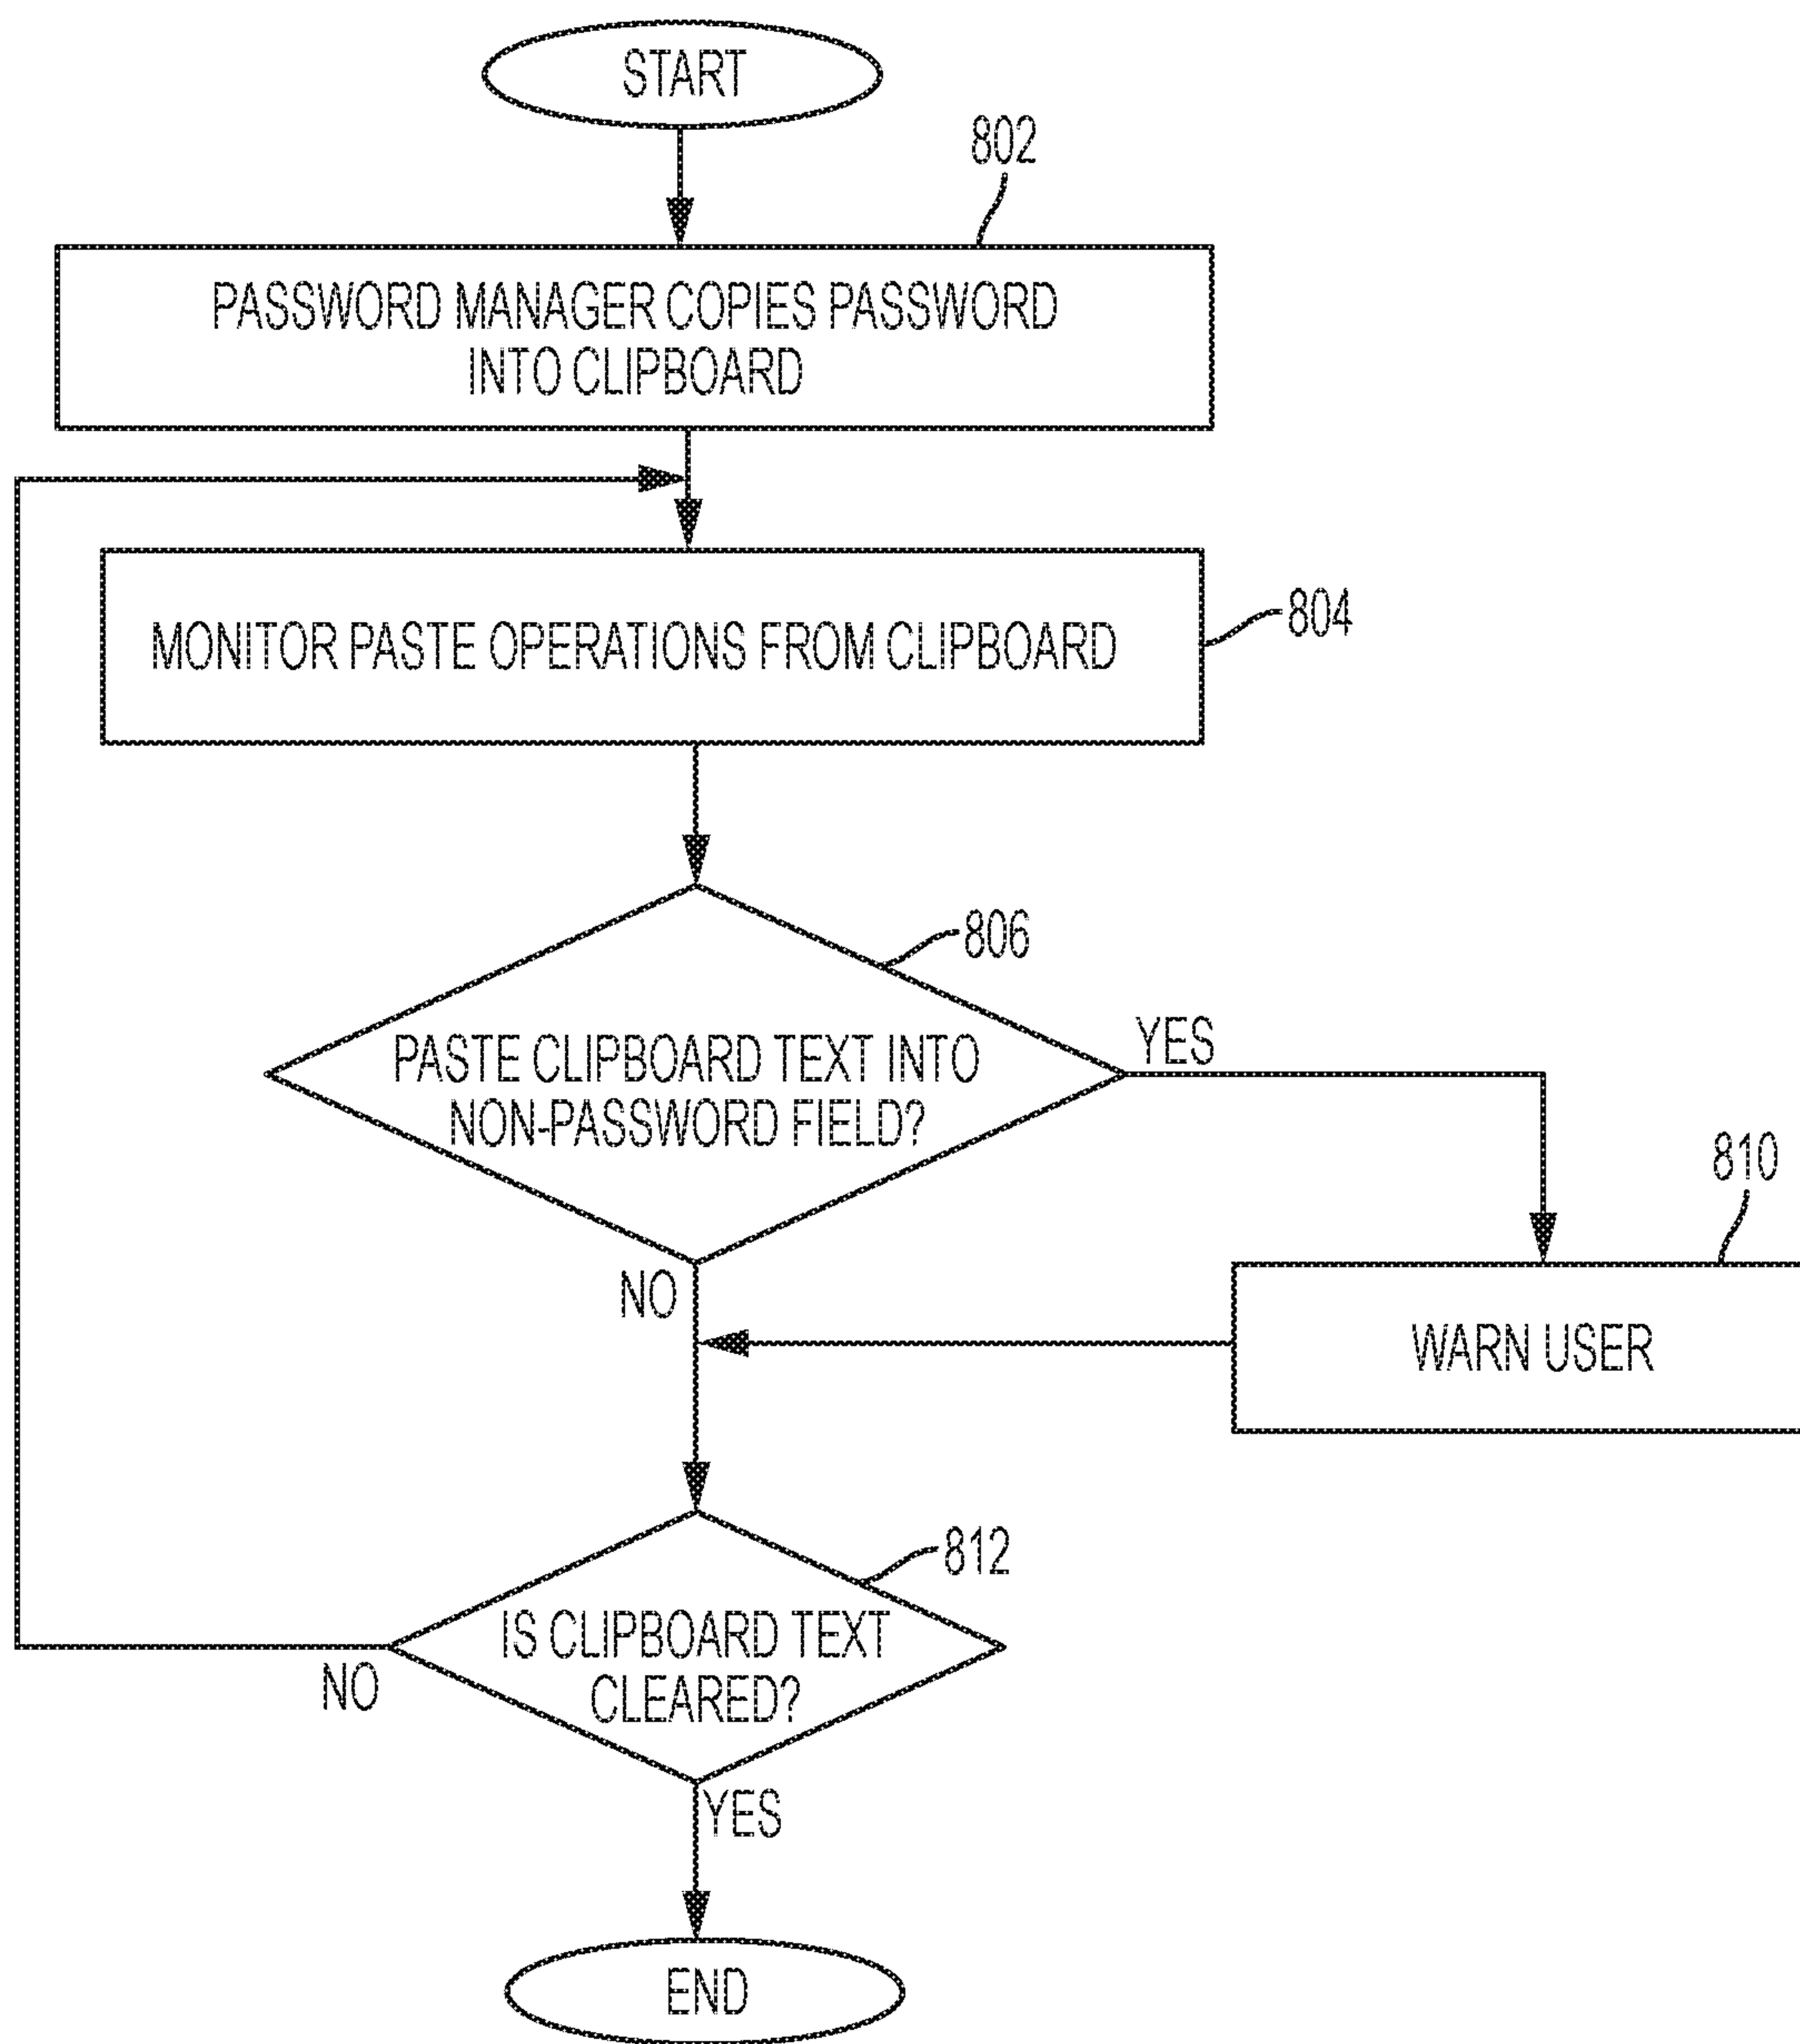 START
802
PASSWORD MANAGER COPIES PASSWORD
INTO CLIPBOARD
MONITOR PASTE OPERATIONS FROM CLIPBOARD
804
806
PASTE CLIPBOARD TEXT INTO
NON-PASSWORD FIELD?
YES
810
NO
WARN USER
812
IS CLIPBOARD TEXT
CLEARED?
NO
YES
END